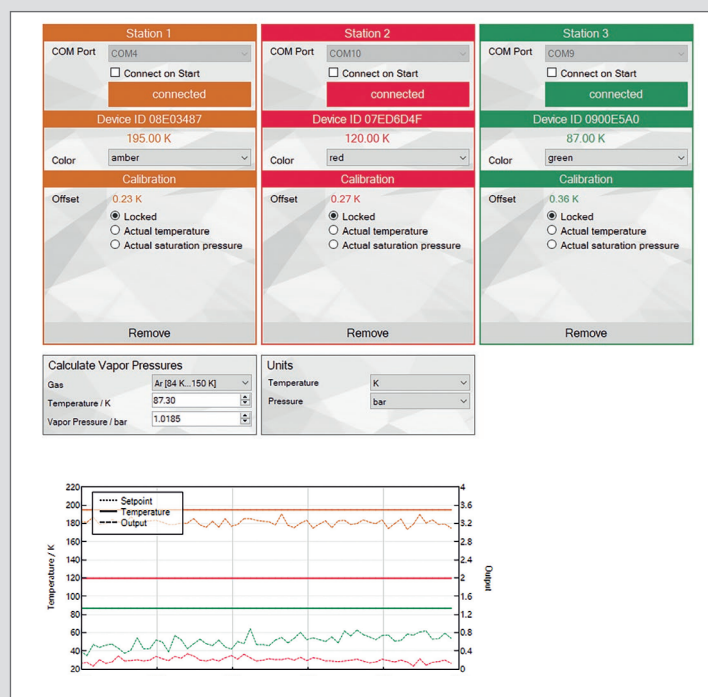 Station 1
COM Port COM4
Connect on Start
connected
Device ID 08E03487
195.00 K
Color amber
Calibration
Offset 0.23 K
Locked
Actual temperature
Actual saturation pressure
Remove
Station 2
COM Port COM10
Connect on Start
connected
Device ID 07ED6D4F
120.00 K
Color red
Calibration
Offset 0.27 K
Locked
Actual temperature
Actual saturation pressure
Remove
Station 3
COM Port COM9
Connect on Start
connected
Device ID 0900E5A0
87.00 K
Color green
Calibration
Offset 0.36 K
Locked
Actual temperature
Actual saturation pressure
Remove
Calculate Vapor Pressures
Gas Ar [84 K...150 K]
Temperature / K 87.30
Vapor Pressure / bar 1.0185
Units
Temperature K
Pressure bar
Setpoint
Temperature
Output
Temperature / K
220
200
180
160
140
120
100
80
60
40
20
4
3.6
3.2
2.8
2.4
2
1.6
1.2
0.8
0.4
0
Output